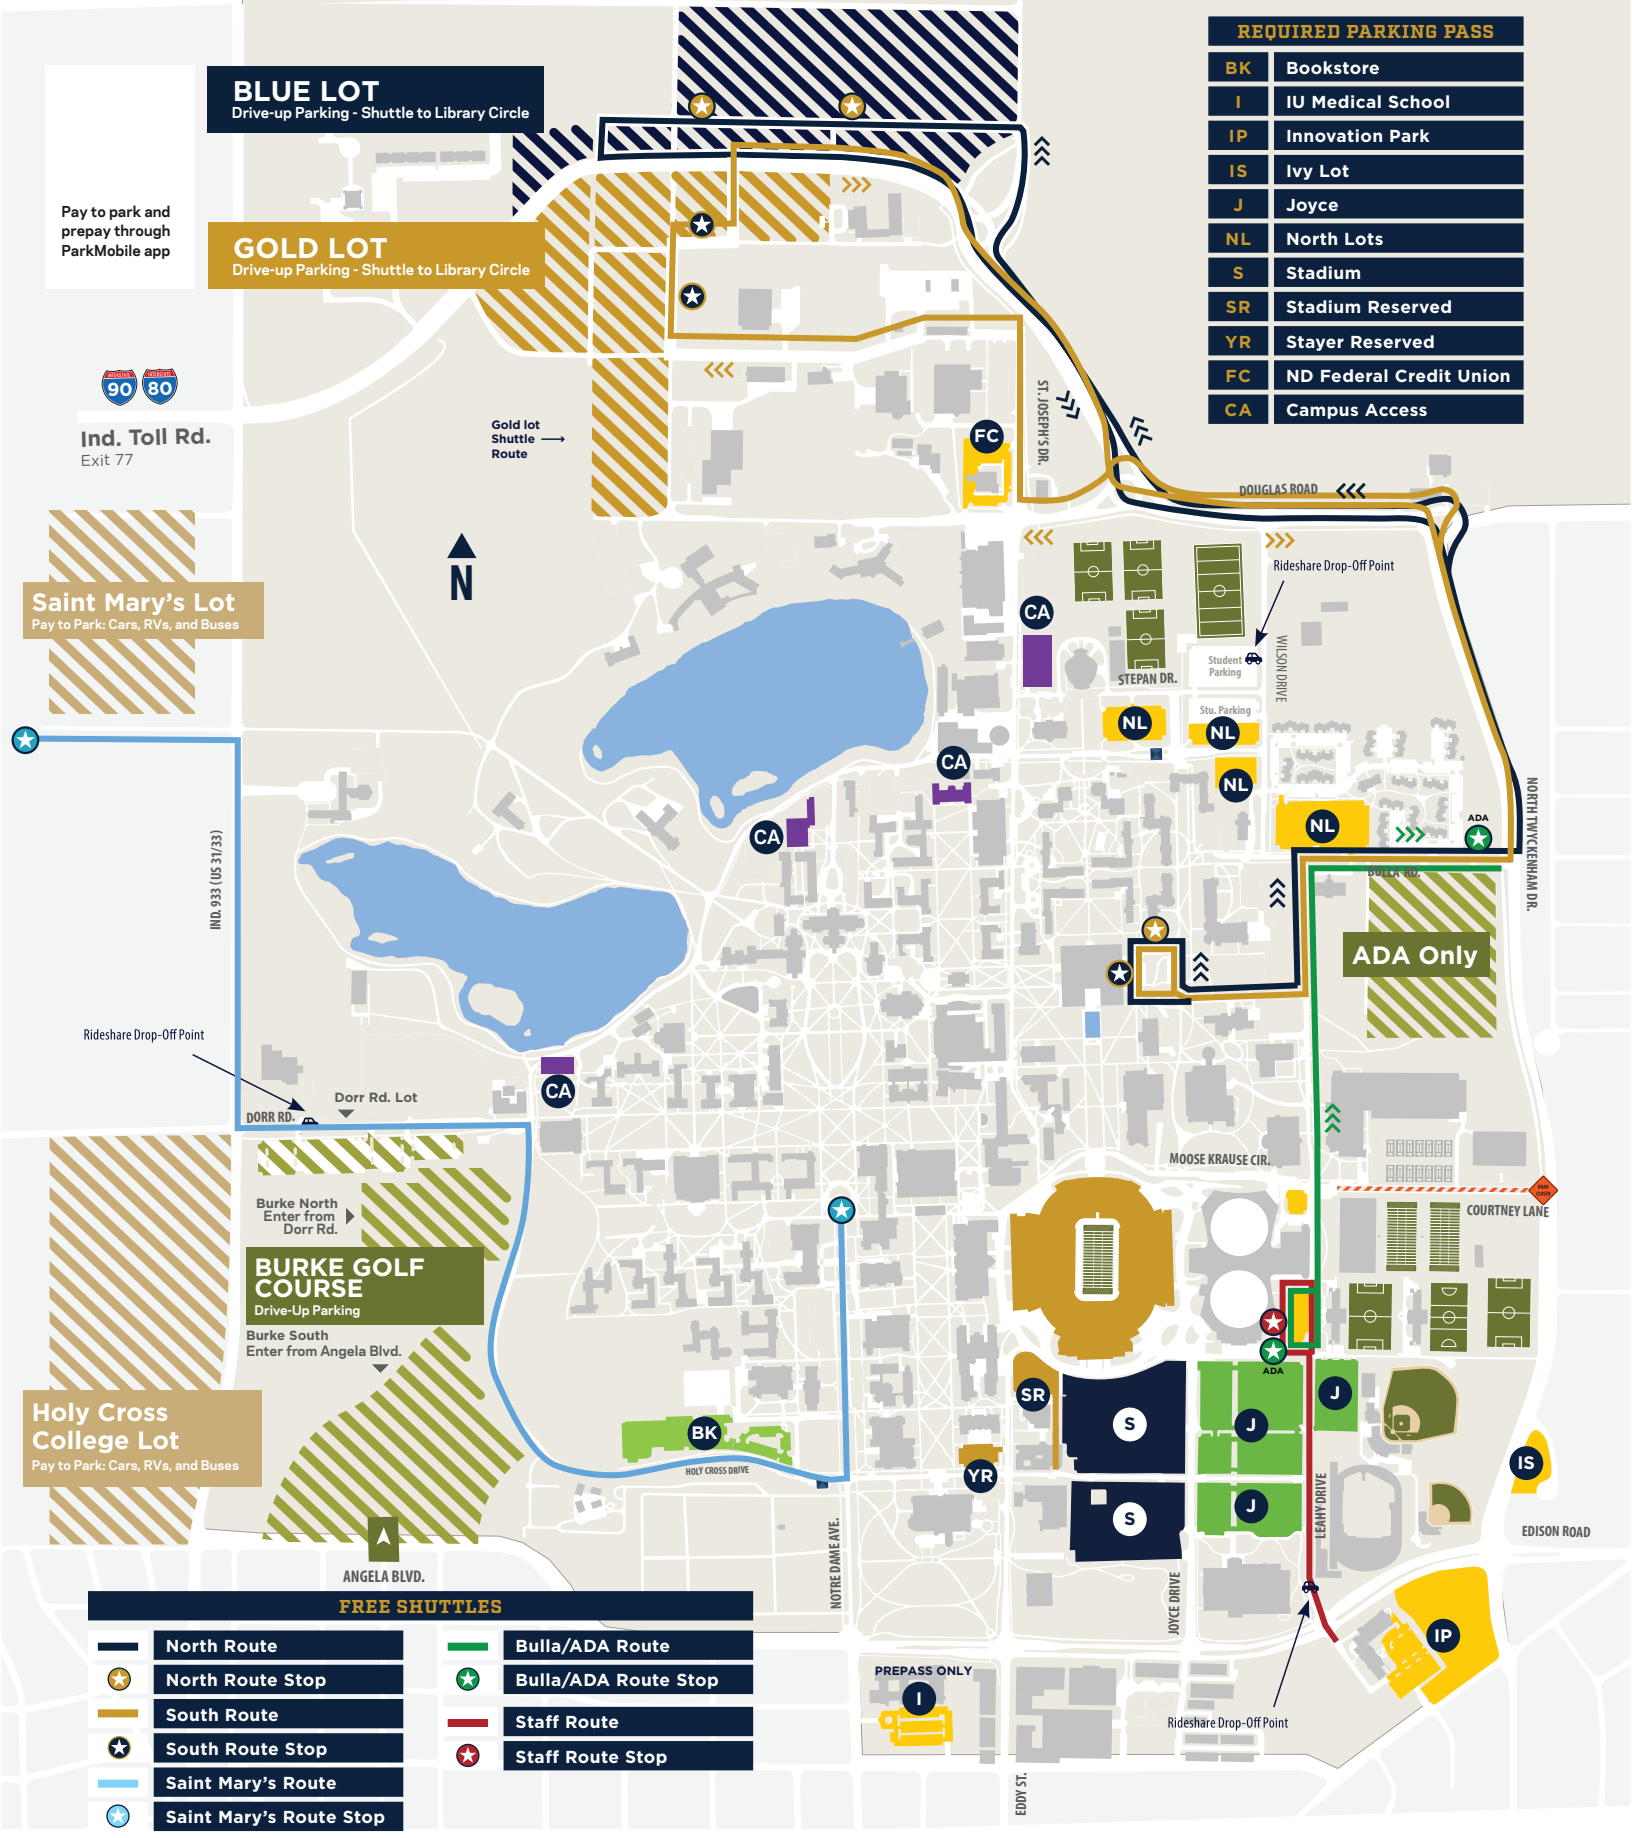 REQUIRED PARKING PASS
BK Bookstore
I IU Medical School
IP Innovation Park
IS Ivy Lot
J Joyce
NL North Lots
S Stadium
SR Stadium Reserved
YR Stayer Reserved
FC ND Federal Credit Union
CA Campus Access
BLUE LOT
Drive-up Parking - Shuttle to Library Circle
Pay to park and
prepay through
ParkMobile app
GOLD LOT
Drive-up Parking - Shuttle to Library Circle
INTERSTATE
90
INTERSTATE
80
Ind. Toll Rd.
Exit 77
Gold lot
Shuttle
Route
FC
ST. JOSEPH'S DR.
DOUGLAS ROAD
N
Rideshare Drop-Off Point
Saint Mary's Lot
Pay to Park: Cars, RVs, and Buses
CA
Student
Parking
WILSON DRIVE
STEPAN DR.
Stu. Parking
NL
NL
NL
NL
CA
CA
ADA
NORTH TWYCKENHAM DR.
BULLA RD.
IND. 933 (US 31/33)
ADA Only
Rideshare Drop-Off Point
CA
Dorr Rd. Lot
DORR RD.
MOOSE KRAUSE CIR.
ROAD
CLOSED
COURTNEY LANE
Burke North
Enter from
Dorr Rd.
BURKE GOLF
COURSE
Drive-Up Parking
Burke South
Enter from Angela Blvd.
ADA
SR
S
J
J
Holy Cross
College Lot
Pay to Park: Cars, RVs, and Buses
BK
HOLY CROSS DRIVE
YR
IS
S
J
LEAHY DRIVE
EDISON ROAD
ANGELA BLVD.
NOTRE DAME AVE.
JOYCE DRIVE
IP
PREPASS ONLY
I
Rideshare Drop-Off Point
EDDY ST.
FREE SHUTTLES
North Route
North Route Stop
South Route
South Route Stop
Saint Mary's Route
Saint Mary's Route Stop
Bulla/ADA Route
Bulla/ADA Route Stop
Staff Route
Staff Route Stop